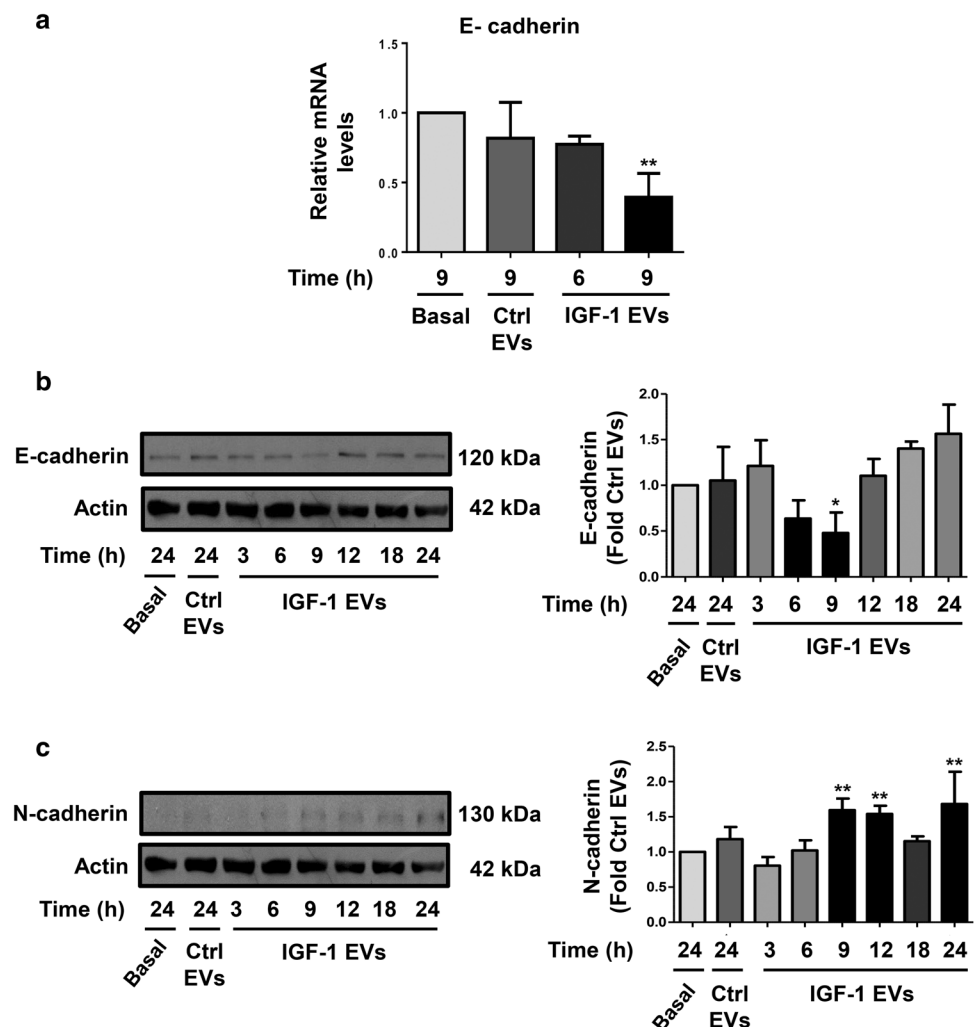 a
E- cadherin
Relative mRNA
levels
1.5
1.0
0.5
0.0
**
Time (h) 9 9 6 9
Basal Ctrl EVs IGF-1 EVs
b
E-cadherin 120 kDa
Actin 42 kDa
Time (h) 24 24 3 6 9 12 18 24
Basal Ctrl EVs IGF-1 EVs
E-cadherin
(Fold Ctrl EVs)
2.0
1.5
1.0
0.5
0.0
*
Time (h) 24 24 3 6 9 12 18 24
Basal Ctrl EVs IGF-1 EVs
c
N-cadherin 130 kDa
Actin 42 kDa
Time (h) 24 24 3 6 9 12 18 24
Basal Ctrl EVs IGF-1 EVs
N-cadherin
(Fold Ctrl EVs)
2.5
2.0
1.5
1.0
0.5
0.0
** ** **
Time (h) 24 24 3 6 9 12 18 24
Basal Ctrl EVs IGF-1 EVs